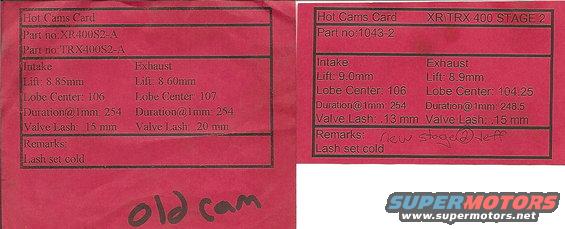 Hot Cams Card
Part no:XR400S2-A
Part no:TRX400S2-A
Intake Exhaust
Lift: 8.85mm Lift: 8.60mm
Lobe Center: 106 Lobe Center: 107
Duration@1mm: 254 Duration@1mm: 254
Valve Lash: 15 mm Valve Lash: 20 mm
Remarks:
Lash set cold
old cam
Hot Cams Card XR/TRX 400 STAGE 2
Part no:1043-2
Intake Exhaust
Lift: 9.0mm Lift: 8.9mm
Lobe Center: 106 Lobe Center: 104.25
Duration@1mm: 254 Duration@1mm: 248.5
Valve Lash: .13 mm Valve Lash: .15 mm
Remarks: new stage 2
Lash set cold
SUPERMOTORS
www.supermotors.net